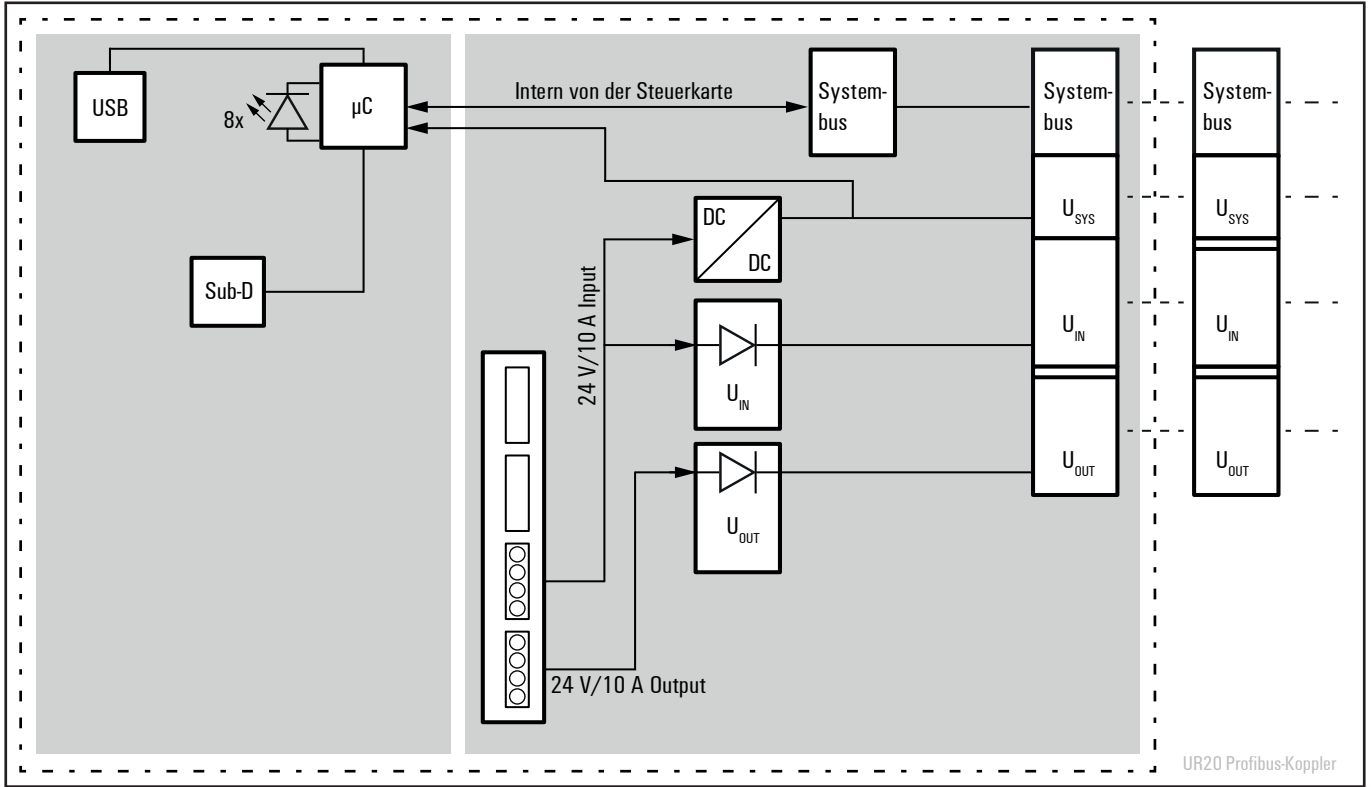 USB
8x
µC
Intern von der Steuerkarte
System-
bus
System-
bus
System-
bus
Sub-D
DC
DC
U_SYS
U_SYS
24 V/10 A Input
U_IN
U_IN
U_IN
U_OUT
U_OUT
U_OUT
24 V/10 A Output
UR20 Profibus-Koppler